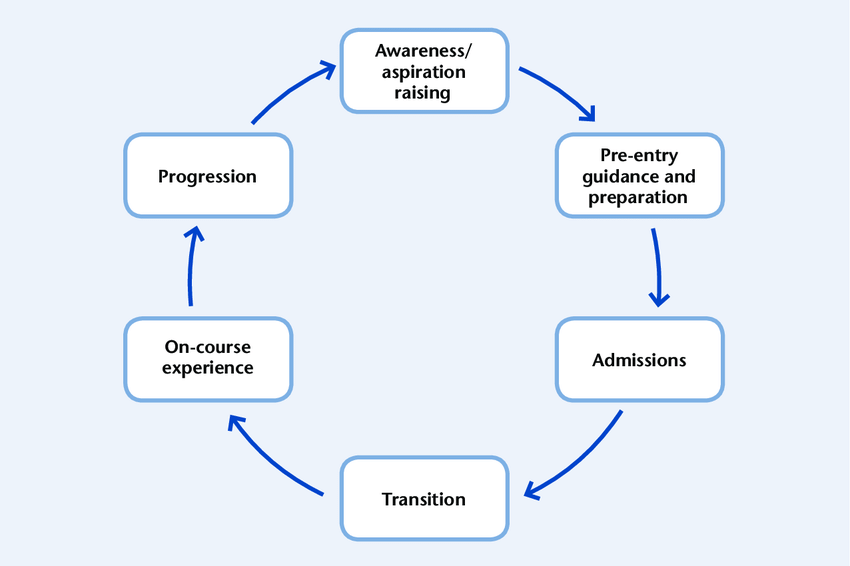 Awareness/
aspiration
raising
Pre-entry
guidance and
preparation
Admissions
Transition
On-course
experience
Progression